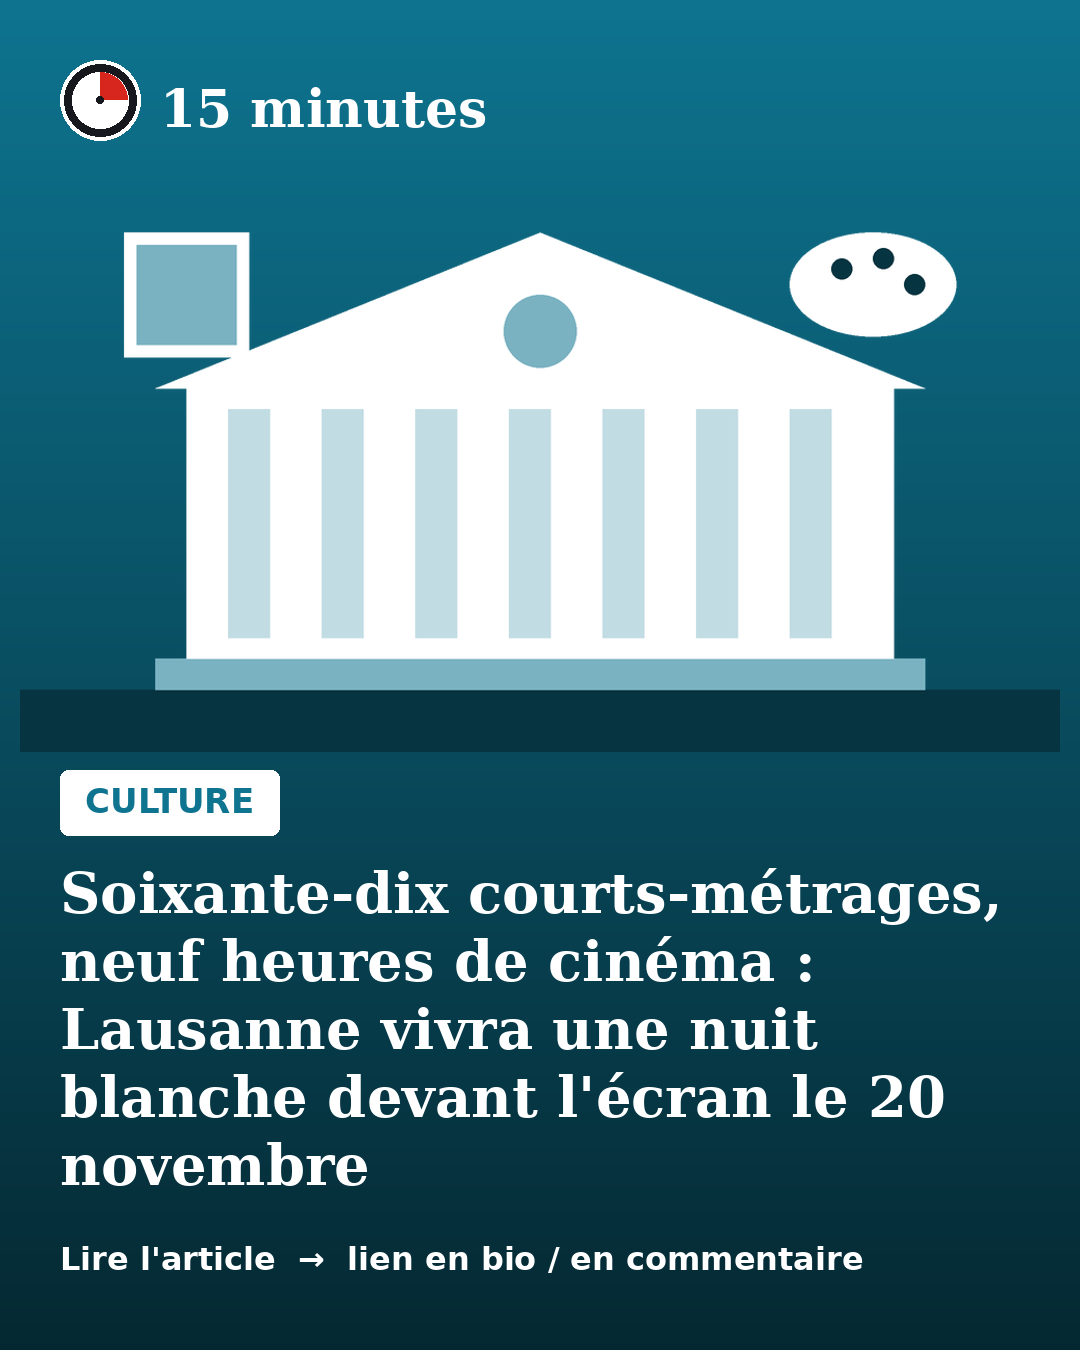 15 minutes
CULTURE
Soixante-dix courts-métrages,
neuf heures de cinéma :
Lausanne vivra une nuit
blanche devant l'écran le 20
novembre
Lire l'article → lien en bio / en commentaire